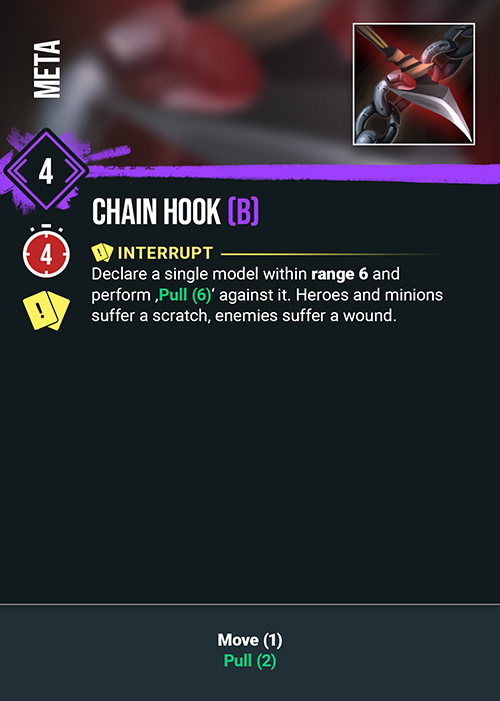 META
4
CHAIN HOOK (B)
4
INTERRUPT
Declare a single model within range 6 and
perform ‚Pull (6)‘ against it. Heroes and minions
suffer a scratch, enemies suffer a wound.
Move (1)
Pull (2)